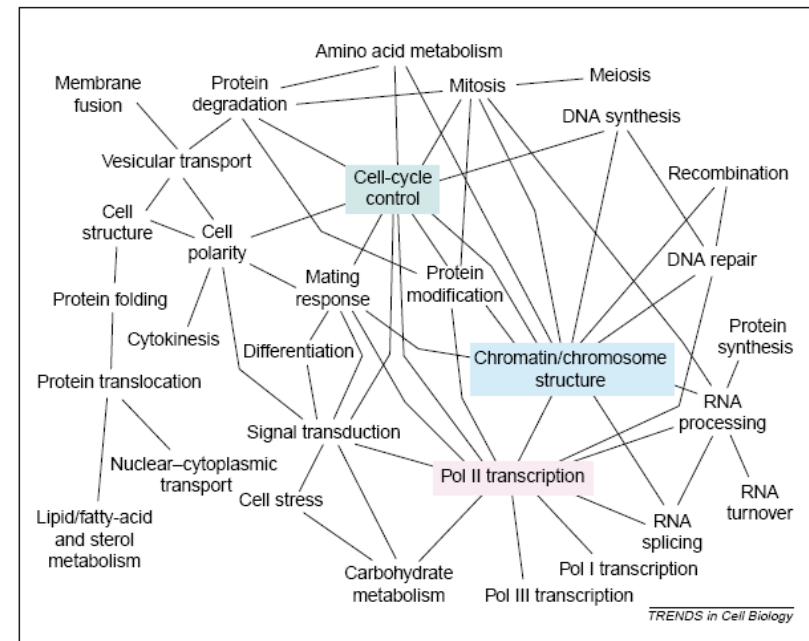 Amino acid metabolism
Membrane
fusion
Protein
degradation
Mitosis
Meiosis
DNA synthesis
Vesicular transport
Cell-cycle
control
Recombination
Cell
structure
Cell
polarity
DNA repair
Mating
response
Protein
modification
Protein folding
Cytokinesis
Differentiation
Chromatin/chromosome
structure
Protein
synthesis
Protein translocation
RNA
processing
Signal transduction
Nuclear–cytoplasmic
transport
Pol II transcription
Cell stress
RNA
turnover
Lipid/fatty-acid
and sterol
metabolism
RNA
splicing
Carbohydrate
metabolism
Pol I transcription
Pol III transcription
TRENDS in Cell Biology